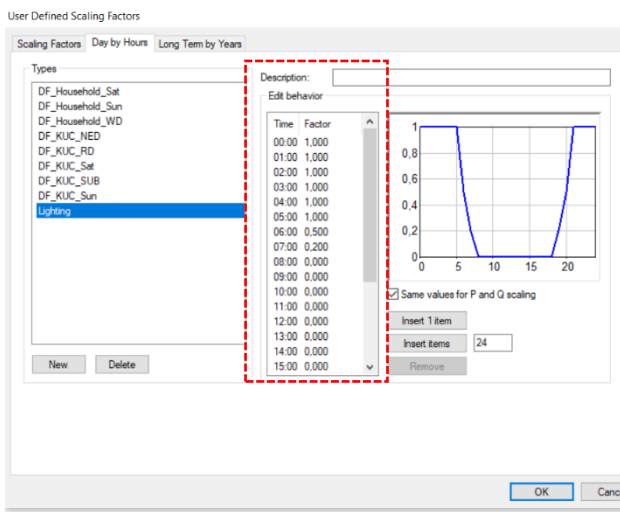 User Defined Scaling Factors
Scaling Factors Day by Hours Long Term by Years
Types
DF_Household_Sat
DF_Household_Sun
DF_Household_WD
DF_KUC_NED
DF_KUC_RD
DF_KUC_Sat
DF_KUC_SUB
DF_KUC_Sun
Lighting
New Delete
Description:
Edit behavior
Time Factor
00:00 1,000
01:00 1,000
02:00 1,000
03:00 1,000
04:00 1,000
05:00 1,000
06:00 0,500
07:00 0,200
08:00 0,000
09:00 0,000
10:00 0,000
11:00 0,000
12:00 0,000
13:00 0,000
14:00 0,000
15:00 0,000
1
0,8
0,6
0,4
0,2
0
0 5 10 15 20
Same values for P and Q scaling
Insert 1 item
Insert items 24
Remove
OK Canc